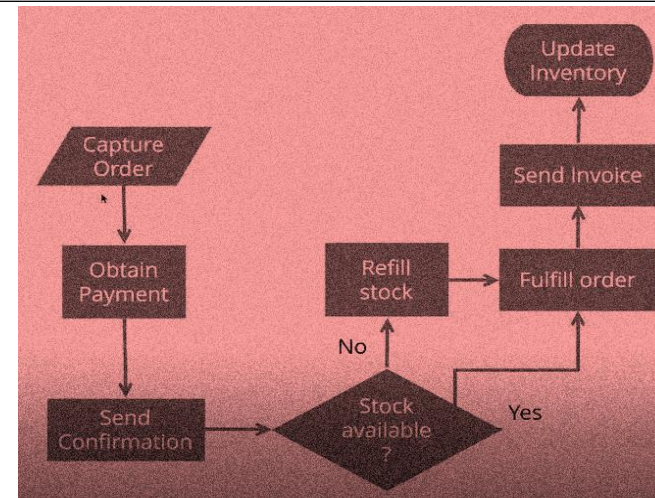 Capture
Order
Obtain
Payment
Send
Confirmation
Stock
available
?
No
Refill
stock
Yes
Fulfill order
Send Invoice
Update
Inventory